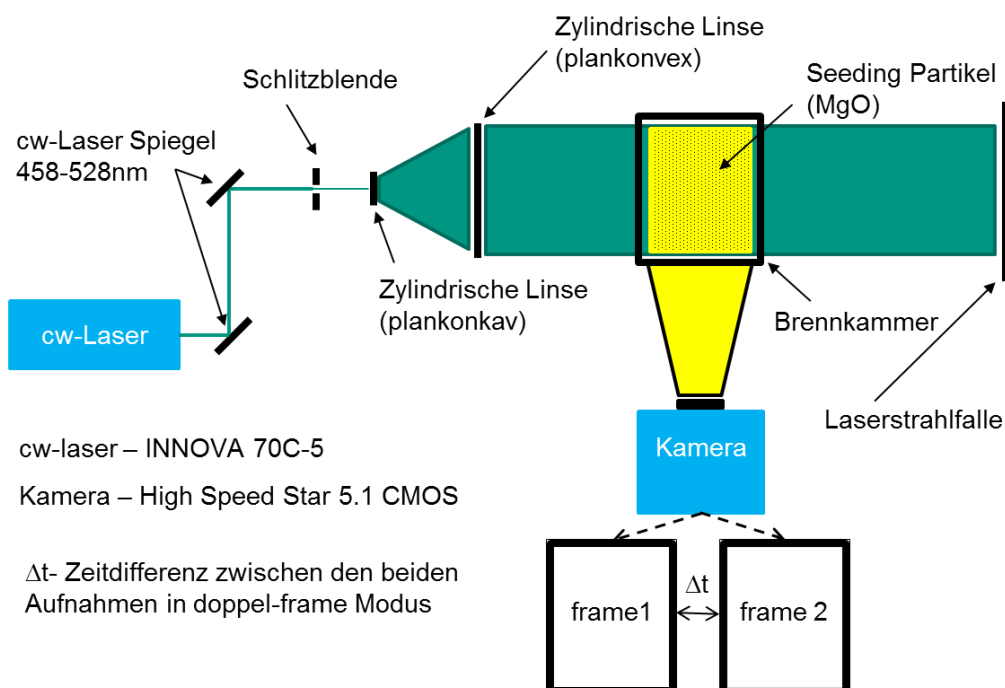 Zylindrische Linse
(plankonvex)
Schlitzblende
Seeding Partikel
(MgO)
cw-Laser Spiegel
458-528nm
Zylindrische Linse
(plankonkav)
cw-Laser
Brennkammer
Laserstrahlfalle
Kamera
cw-laser – INNOVA 70C-5
Kamera – High Speed Star 5.1 CMOS
Δt- Zeitdifferenz zwischen den beiden
Aufnahmen in doppel-frame Modus
frame1
Δt
frame 2